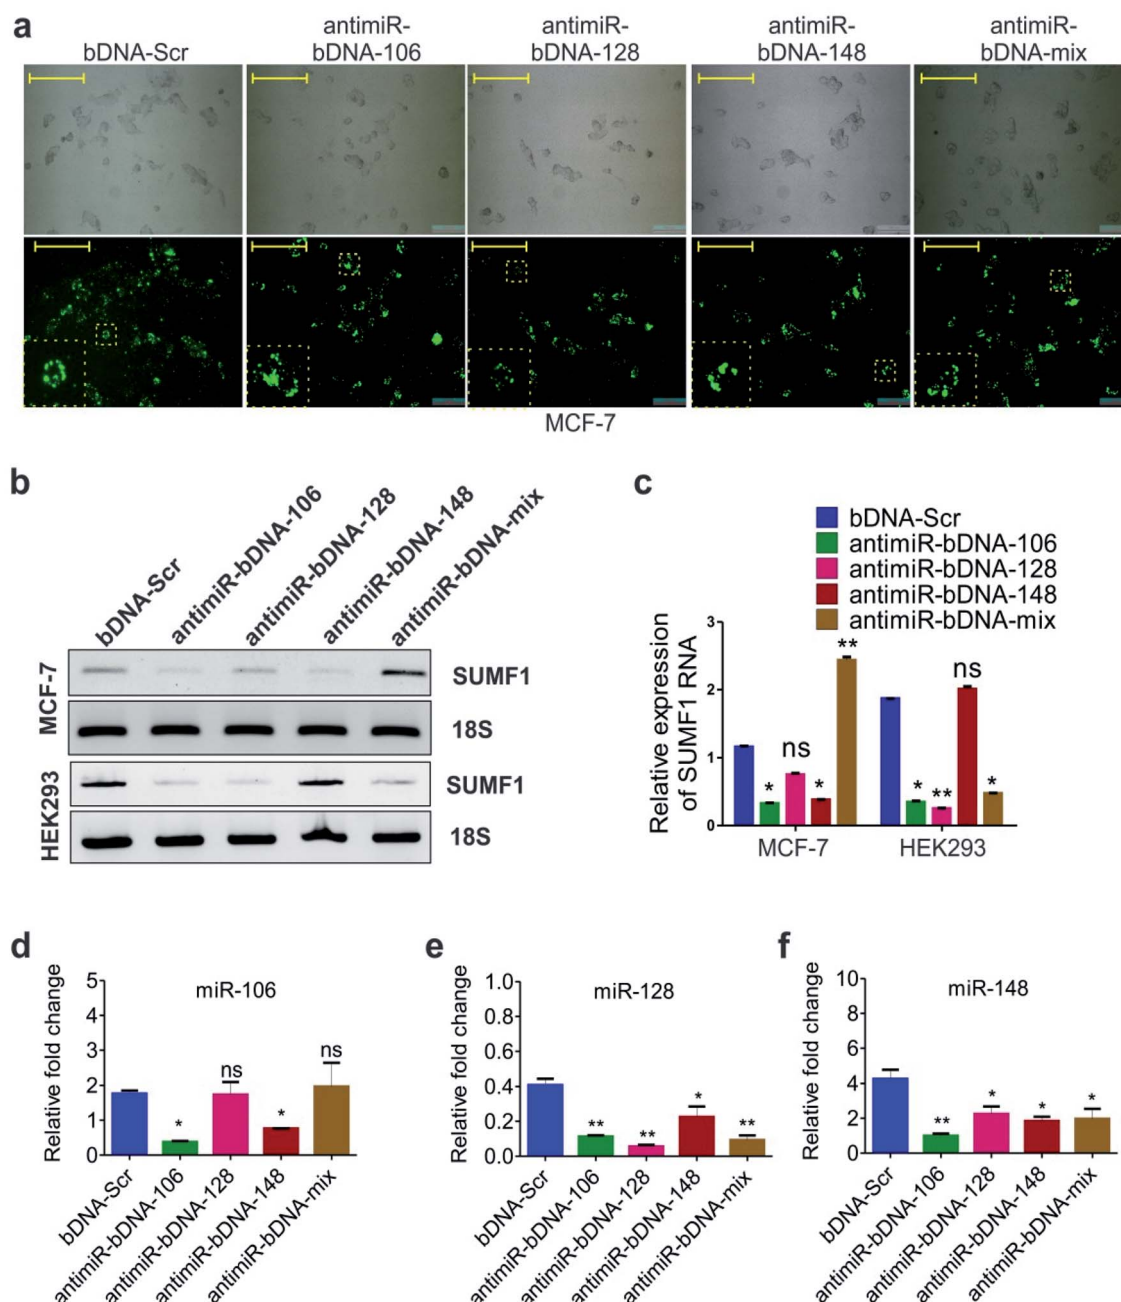 a
bDNA-Scr
antimiR-
bDNA-106
antimiR-
bDNA-128
antimiR-
bDNA-148
antimiR-
bDNA-mix
MCF-7
b
bDNA-Scr
antimiR-bDNA-106
antimiR-bDNA-128
antimiR-bDNA-148
antimiR-bDNA-mix
MCF-7
SUMF1
18S
HEK293
SUMF1
18S
c
bDNA-Scr
antimiR-bDNA-106
antimiR-bDNA-128
antimiR-bDNA-148
antimiR-bDNA-mix
Relative expression
of SUMF1 RNA
3
2
1
0
*
ns
*
**
*
**
ns
*
MCF-7
HEK293
d
miR-106
Relative fold change
5
4
3
2
1
0
*
ns
*
ns
bDNA-Scr
antimiR-bDNA-106
antimiR-bDNA-128
antimiR-bDNA-148
antimiR-bDNA-mix
e
miR-128
Relative fold change
1.0
0.8
0.6
0.4
0.2
0.0
**
**
*
**
bDNA-Scr
antimiR-bDNA-106
antimiR-bDNA-128
antimiR-bDNA-148
antimiR-bDNA-mix
f
miR-148
Relative fold change
10
8
6
4
2
0
**
*
*
*
bDNA-Scr
antimiR-bDNA-106
antimiR-bDNA-128
antimiR-bDNA-148
antimiR-bDNA-mix